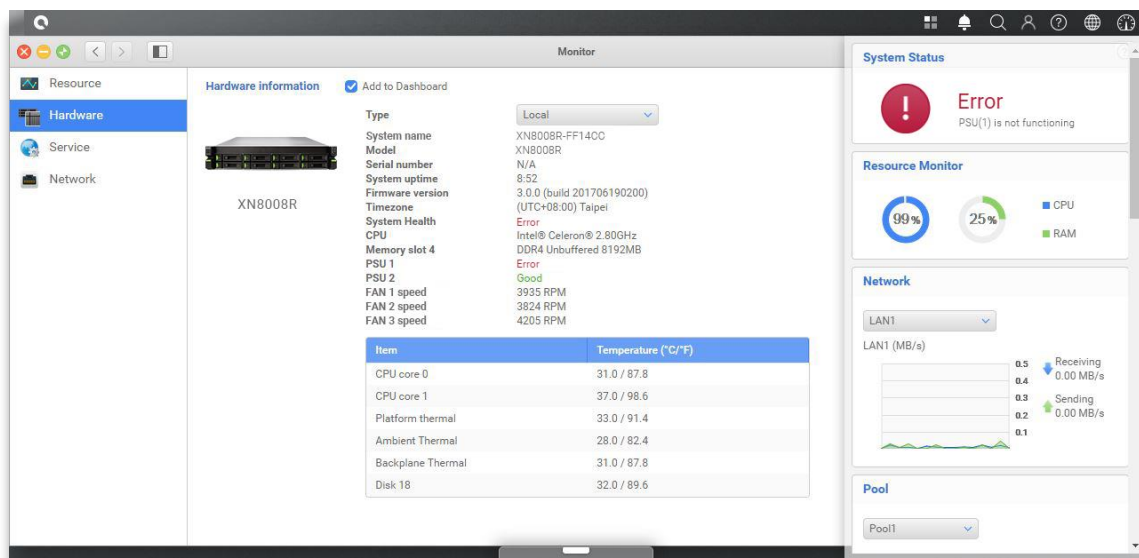 Monitor
Resource
Hardware
Service
Network
Hardware information
Add to Dashboard
XN8008R
Type Local
System name XN8008R-FF14CC
Model XN8008R
Serial number N/A
System uptime 8:52
Firmware version 3.0.0 (build 201706190200)
Timezone (UTC+08:00) Taipei
System Health Error
CPU Intel® Celeron® 2.80GHz
Memory slot 4 DDR4 Unbuffered 8192MB
PSU 1 Error
PSU 2 Good
FAN 1 speed 3935 RPM
FAN 2 speed 3824 RPM
FAN 3 speed 4205 RPM
Item Temperature (°C/°F)
CPU core 0 31.0 / 87.8
CPU core 1 37.0 / 98.6
Platform thermal 33.0 / 91.4
Ambient Thermal 28.0 / 82.4
Backplane Thermal 31.0 / 87.8
Disk 18 32.0 / 89.6
System Status
Error
PSU(1) is not functioning
Resource Monitor
99%
25%
CPU
RAM
Network
LAN1
LAN1 (MB/s)
0.5
0.4
0.3
0.2
0.1
Receiving
0.00 MB/s
Sending
0.00 MB/s
Pool
Pool1